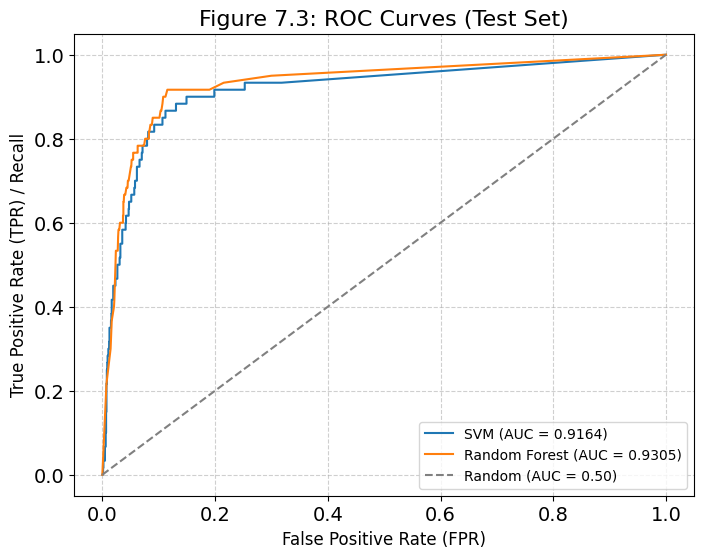 Figure 7.3: ROC Curves (Test Set)
True Positive Rate (TPR) / Recall
1.0
0.8
0.6
0.4
0.2
0.0
SVM (AUC = 0.9164)
Random Forest (AUC = 0.9305)
Random (AUC = 0.50)
0.0 0.2 0.4 0.6 0.8 1.0
False Positive Rate (FPR)